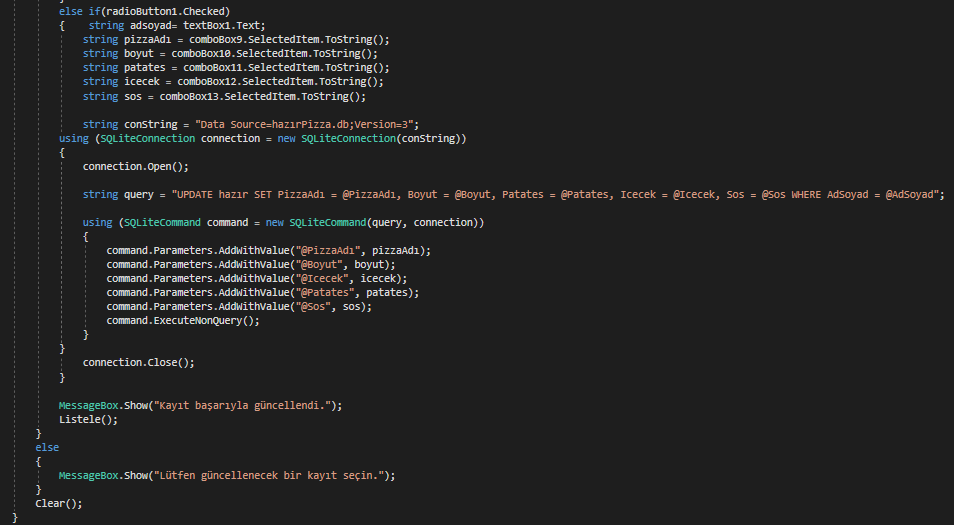 }
else if(radioButton1.Checked)
{    string adsoyad= textBox1.Text;
string pizzaAdı = comboBox9.SelectedItem.ToString();
string boyut = comboBox10.SelectedItem.ToString();
string patates = comboBox11.SelectedItem.ToString();
string icecek = comboBox12.SelectedItem.ToString();
string sos = comboBox13.SelectedItem.ToString();
string conString = "Data Source=hazırPizza.db;Version=3";
using (SQLiteConnection connection = new SQLiteConnection(conString))
{
connection.Open();
string query = "UPDATE hazır SET PizzaAdı = @PizzaAdı, Boyut = @Boyut, Patates = @Patates, Icecek = @Icecek, Sos = @Sos WHERE AdSoyad = @AdSoyad";
using (SQLiteCommand command = new SQLiteCommand(query, connection))
{
command.Parameters.AddWithValue("@PizzaAdı", pizzaAdı);
command.Parameters.AddWithValue("@Boyut", boyut);
command.Parameters.AddWithValue("@Icecek", icecek);
command.Parameters.AddWithValue("@Patates", patates);
command.Parameters.AddWithValue("@Sos", sos);
command.ExecuteNonQuery();
}
}
connection.Close();
}
MessageBox.Show("Kayıt başarıyla güncellendi.");
Listele();
}
else
{
MessageBox.Show("Lütfen güncellenecek bir kayıt seçin.");
}
Clear();
}